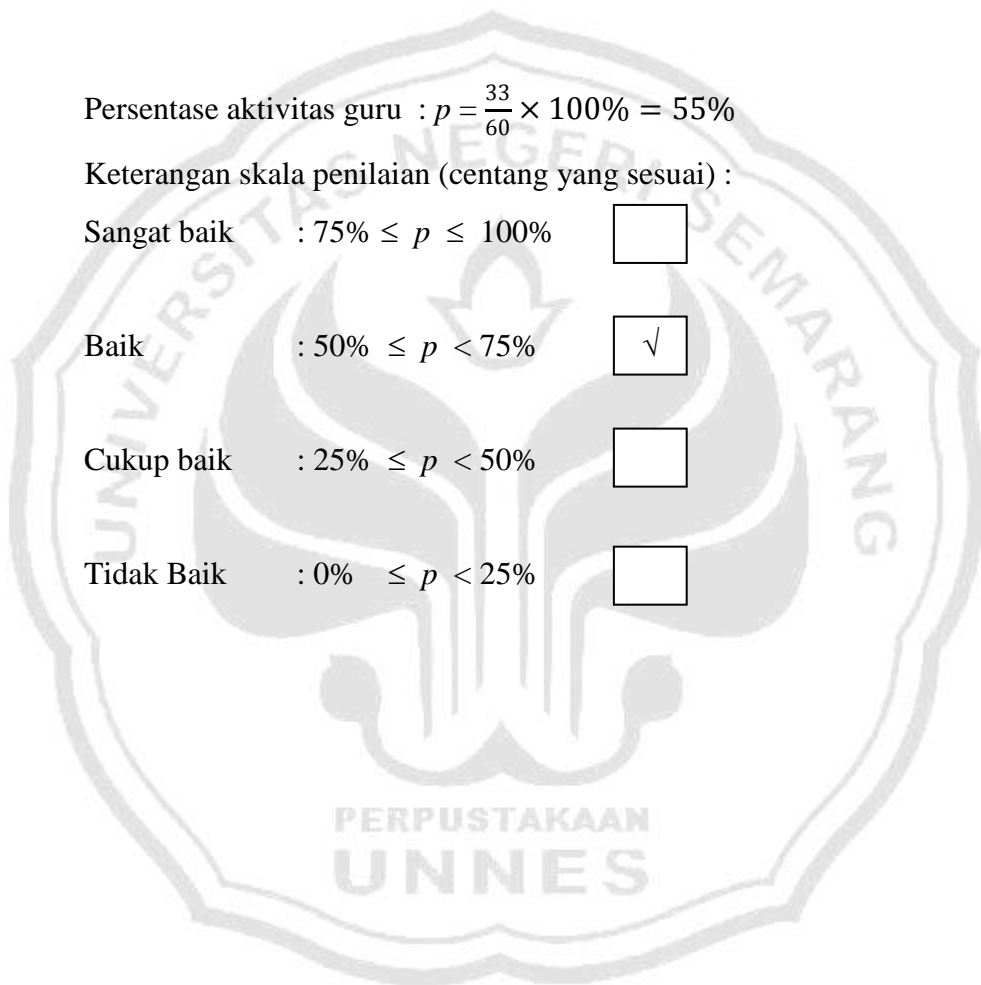 Persentase aktivitas guru : p = 33/60 × 100% = 55%
Keterangan skala penilaian (centang yang sesuai) :
Sangat baik : 75% ≤ p ≤ 100%
Baik : 50% ≤ p < 75% √
Cukup baik : 25% ≤ p < 50%
Tidak Baik : 0% ≤ p < 25%
UNIVERSITAS NEGERI SEMARANG
PERPUSTAKAAN
UNNES